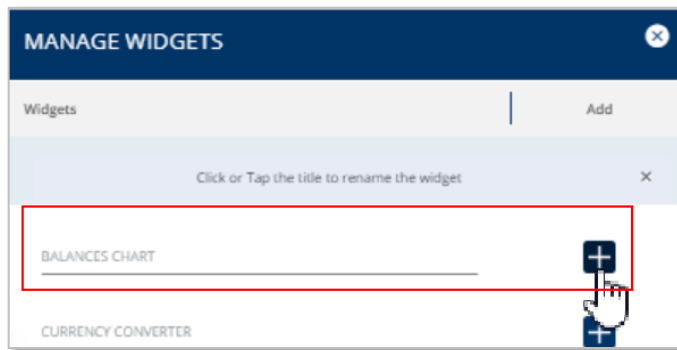 MANAGE WIDGETS
Widgets
Add
Click or Tap the title to rename the widget
BALANCES CHART
CURRENCY CONVERTER